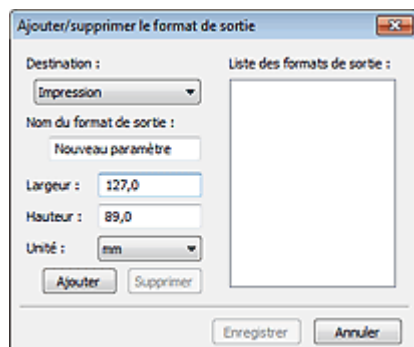 Ajouter/supprimer le format de sortie
Destination :
Impression
Nom du format de sortie :
Nouveau paramètre
Largeur :
127,0
Hauteur :
89,0
Unité :
mm
Ajouter
Supprimer
Liste des formats de sortie :
Enregistrer
Annuler